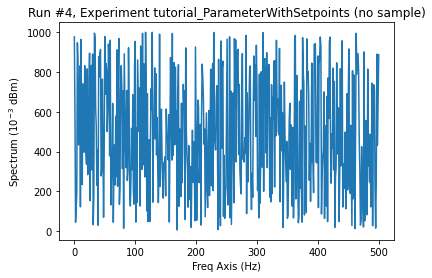 Run #4, Experiment tutorial_ParameterWithSetpoints (no sample)
1000
800
600
400
200
0
Spectrum (10⁻³ dBm)
0 100 200 300 400 500
Freq Axis (Hz)